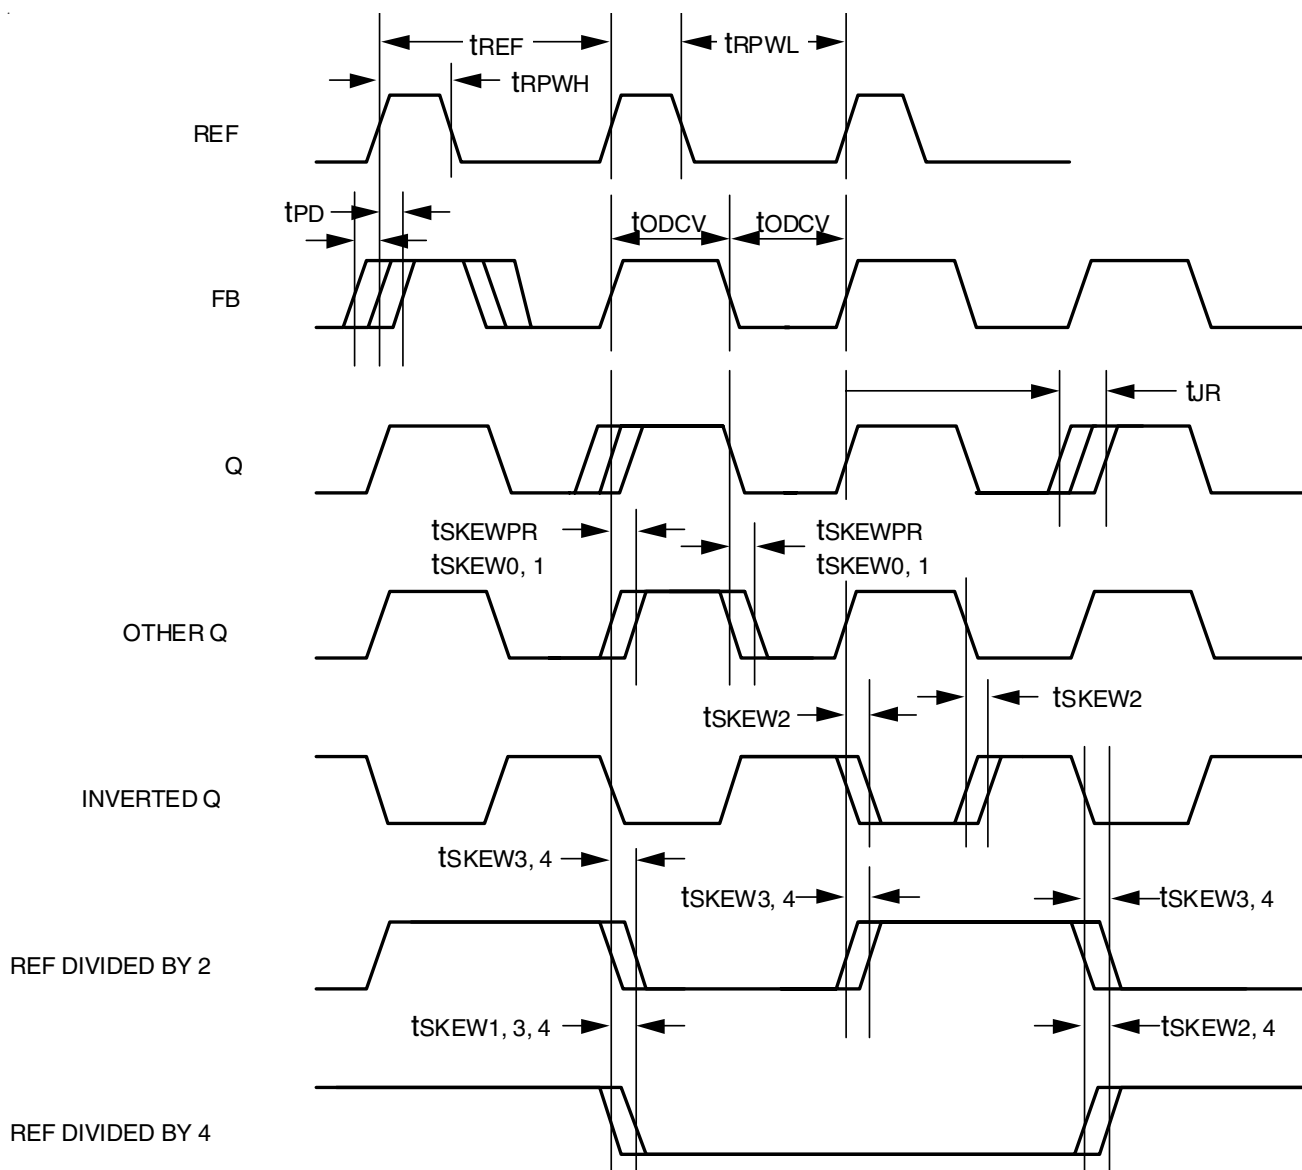 tREF
tRPWL
tRPWH
REF
tPD
tODCV
tODCV
FB
tJR
Q
tSKEWPR
tSKEW0, 1
tSKEWPR
tSKEW0, 1
OTHER Q
tSKEW2
tSKEW2
INVERTED Q
tSKEW3, 4
tSKEW3, 4
tSKEW3, 4
REF DIVIDED BY 2
tSKEW1, 3, 4
tSKEW2, 4
REF DIVIDED BY 4